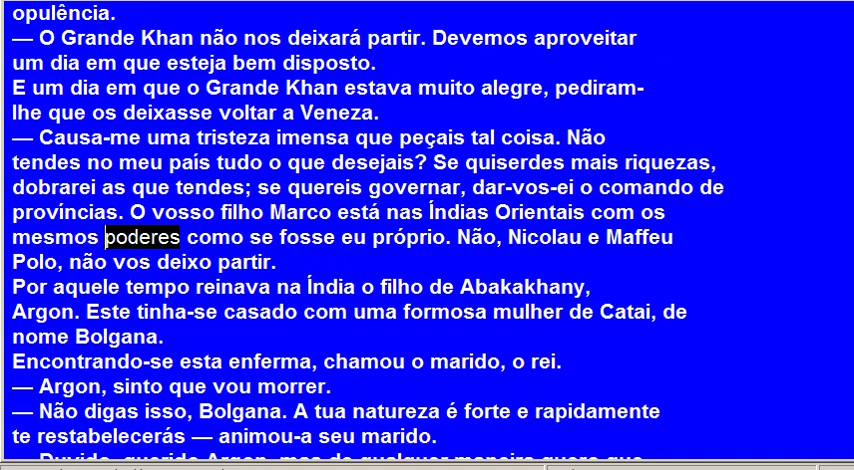 opulência.
— O Grande Khan não nos deixará partir. Devemos aproveitar
um dia em que esteja bem disposto.
E um dia em que o Grande Khan estava muito alegre, pediram-
lhe que os deixasse voltar a Veneza.
— Causa-me uma tristeza imensa que peçais tal coisa. Não
tendes no meu país tudo o que desejais? Se quiserdes mais riquezas,
dobrarei as que tendes; se quereis governar, dar-vos-ei o comando de
províncias. O vosso filho Marco está nas Índias Orientais com os
mesmos poderes como se fosse eu próprio. Não, Nicolau e Maffeu
Polo, não vos deixo partir.
Por aquele tempo reinava na Índia o filho de Abakakhany,
Argon. Este tinha-se casado com uma formosa mulher de Catai, de
nome Bolgana.
Encontrando-se esta enferma, chamou o marido, o rei.
— Argon, sinto que vou morrer.
— Não digas isso, Bolgana. A tua natureza é forte e rapidamente
te restabelecerás — animou-a seu marido.